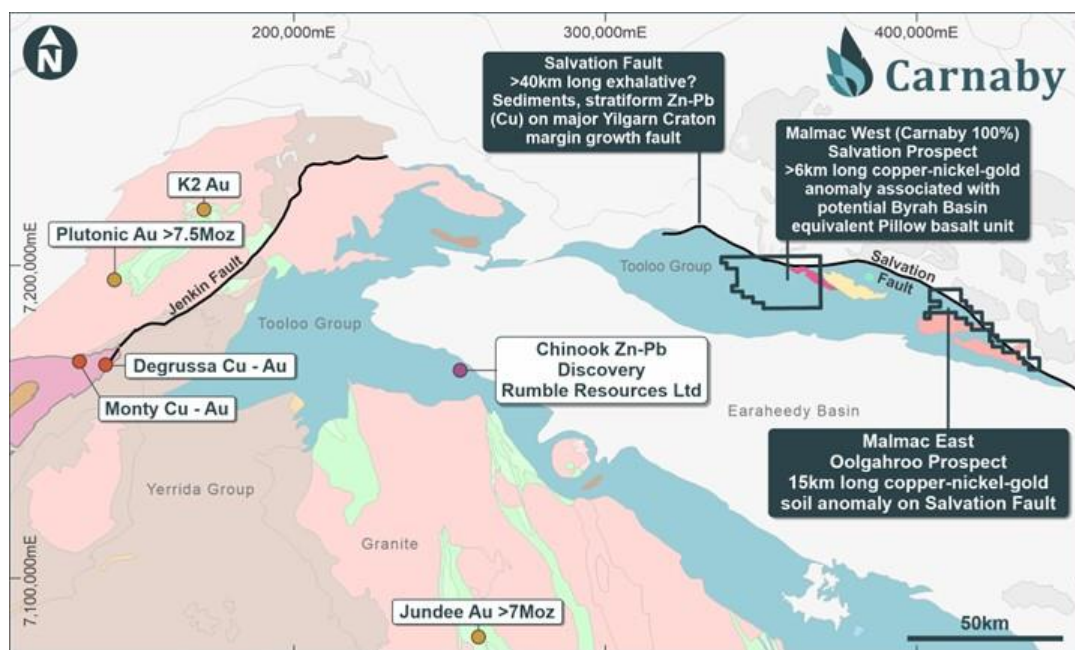 200,000mE
300,000mE
400,000mE
N
Carnaby
Salvation Fault
>40km long exhalative?
Sediments, stratiform Zn-Pb
(Cu) on major Yilgarn Craton
margin growth fault
Malmac West (Carnaby 100%)
Salvation Prospect
>6km long copper-nickel-gold
anomaly associated with
potential Byrah Basin
equivalent Pillow basalt unit
K2 Au
Plutonic Au >7.5Moz
7,200,000mE
Jenkin Fault
Tooloo Group
Salvation
Fault
Tooloo Group
Degrussa Cu - Au
Monty Cu - Au
Chinook Zn-Pb
Discovery
Rumble Resources Ltd
Earaheedy Basin
Malmac East
Oolgahroo Prospect
15km long copper-nickel-gold
soil anomaly on Salvation Fault
Yerrida Group
Granite
7,100,000mE
Jundee Au >7Moz
50km